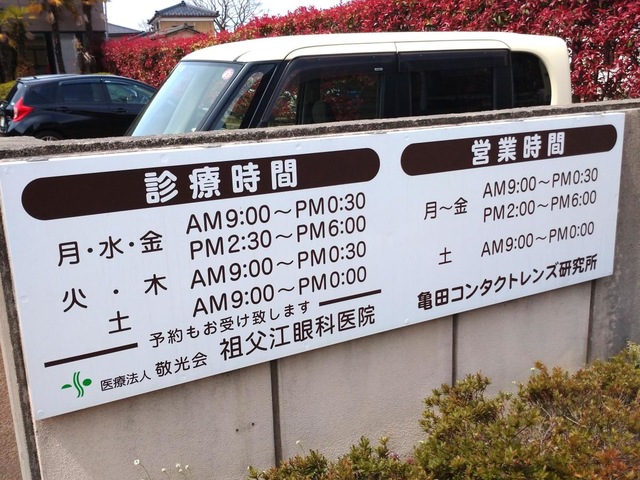 診療時間
月・水・金 AM9:00〜PM0:30
PM2:30〜PM6:00
火・木 AM9:00〜PM0:30
土 AM9:00〜PM0:00
予約もお受け致します
医療法人 敬光会 祖父江眼科医院
営業時間
月〜金 AM9:00〜PM0:30
PM2:00〜PM6:00
土 AM9:00〜PM0:00
亀田コンタクトレンズ研究所